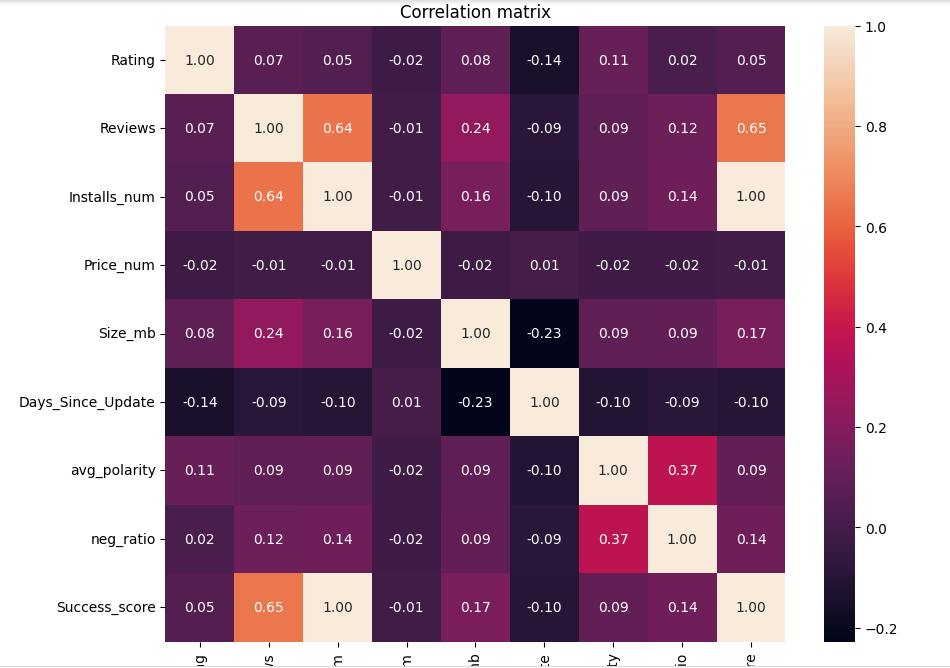 Correlation matrix
Rating 1.00 0.07 0.05 -0.02 0.08 -0.14 0.11 0.02 0.05
Reviews 0.07 1.00 0.64 -0.01 0.24 -0.09 0.09 0.12 0.65
Installs_num 0.05 0.64 1.00 -0.01 0.16 -0.10 0.09 0.14 1.00
Price_num -0.02 -0.01 -0.01 1.00 -0.02 0.01 -0.02 -0.02 -0.01
Size_mb 0.08 0.24 0.16 -0.02 1.00 -0.23 0.09 0.09 0.17
Days_Since_Update -0.14 -0.09 -0.10 0.01 -0.23 1.00 -0.10 -0.09 -0.10
avg_polarity 0.11 0.09 0.09 -0.02 0.09 -0.10 1.00 0.37 0.09
neg_ratio 0.02 0.12 0.14 -0.02 0.09 -0.09 0.37 1.00 0.14
Success_score 0.05 0.65 1.00 -0.01 0.17 -0.10 0.09 0.14 1.00
1.0
0.8
0.6
0.4
0.2
0.0
−0.2